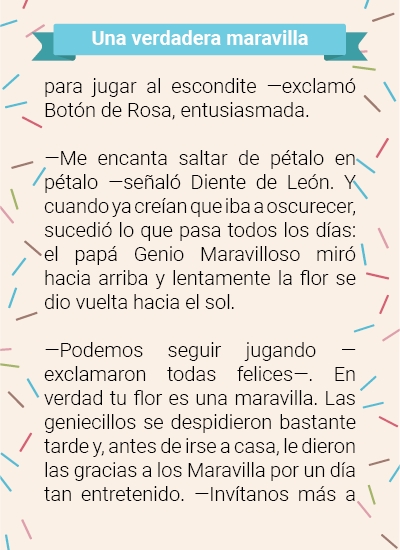 Una verdadera maravilla
para jugar al escondite —exclamó
Botón de Rosa, entusiasmada.
—Me encanta saltar de pétalo en
pétalo —señaló Diente de León. Y
cuando ya creían que iba a oscurecer,
sucedió lo que pasa todos los días:
el papá Genio Maravilloso miró
hacia arriba y lentamente la flor se
dio vuelta hacia el sol.
—Podemos seguir jugando —
exclamaron todas felices—. En
verdad tu flor es una maravilla. Las
geniecillos se despidieron bastante
tarde y, antes de irse a casa, le dieron
las gracias a los Maravilla por un día
tan entretenido. —Invítanos más a